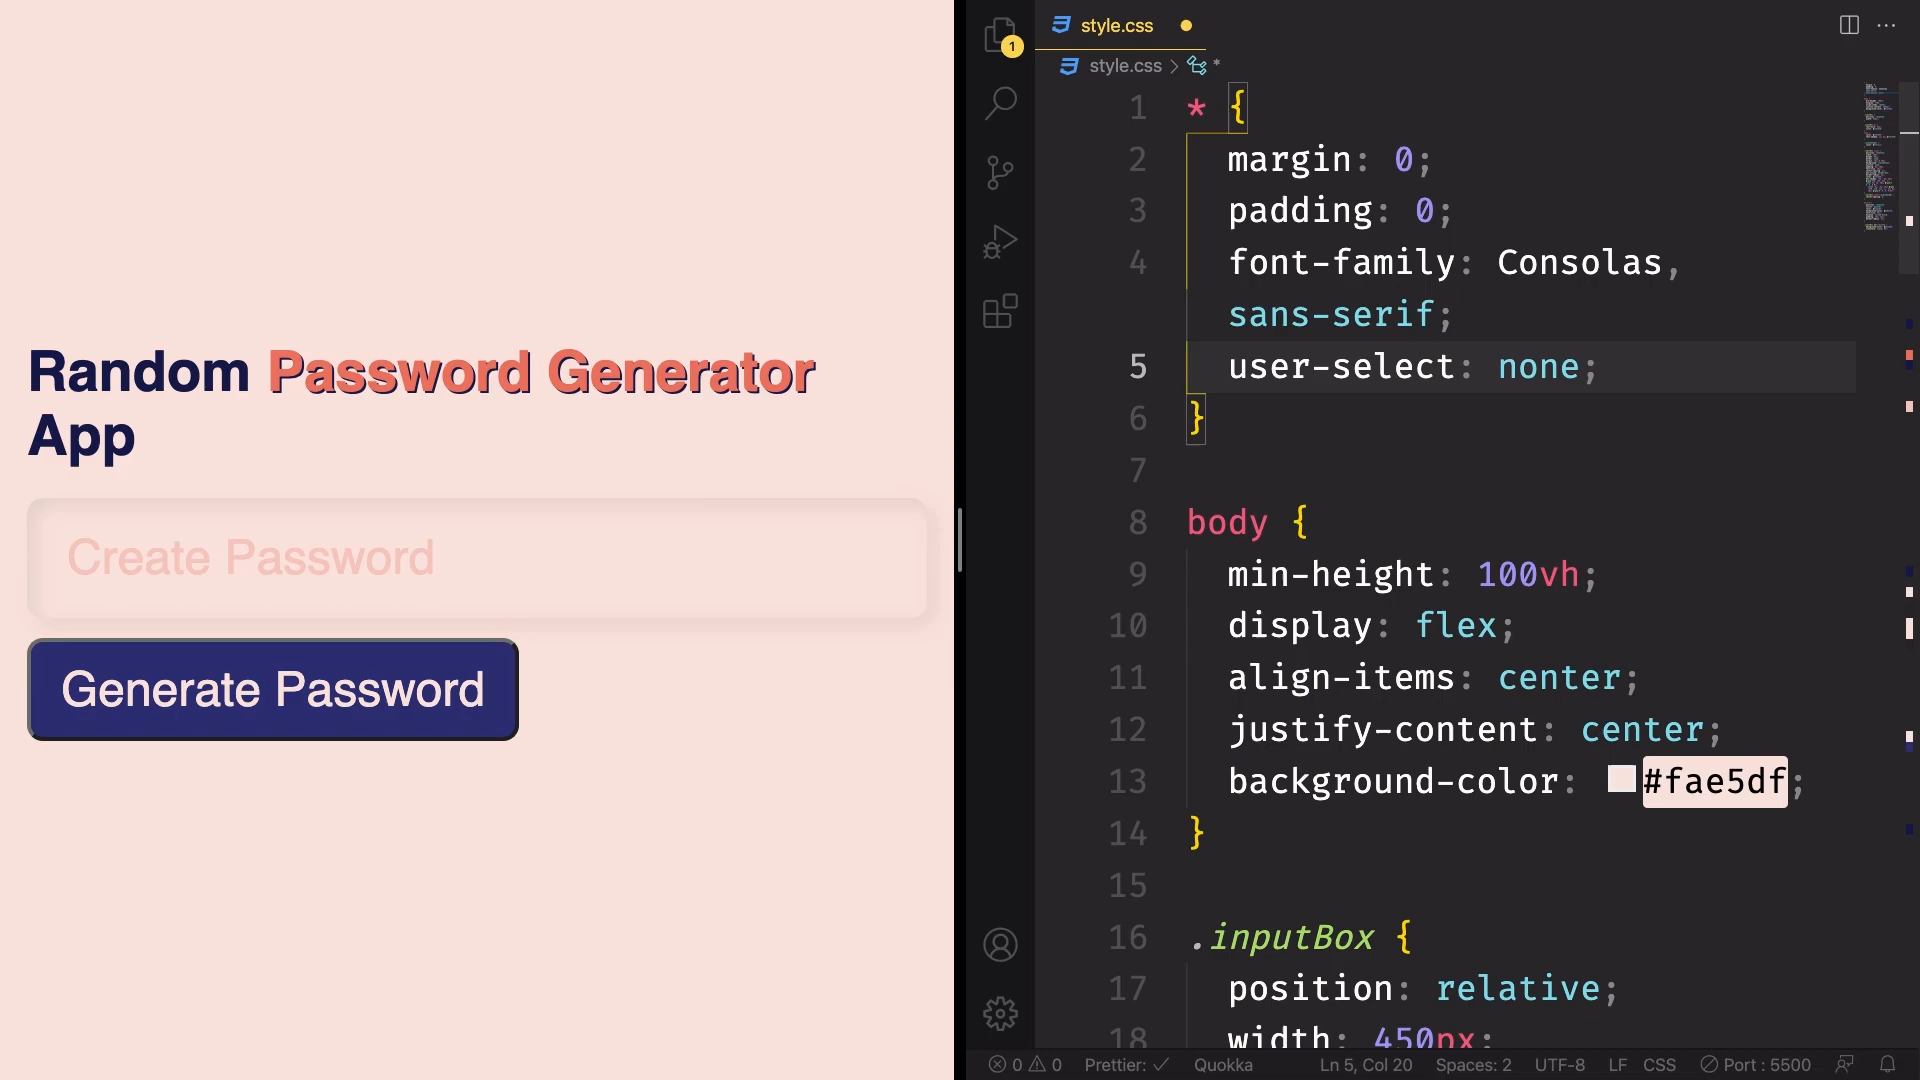 Random Password Generator
App
Create Password
Generate Password
1
style.css
style.css > *
1 * {
2 margin: 0;
3 padding: 0;
4 font-family: Consolas,
sans-serif;
5 user-select: none;
6 }
7
8 body {
9 min-height: 100vh;
10 display: flex;
11 align-items: center;
12 justify-content: center;
13 background-color: #fae5df;
14 }
15
16 .inputBox {
17 position: relative;
18 width: 450px;
0 0 Prettier: ✓ Quokka Ln 5, Col 20 Spaces: 2 UTF-8 LF CSS Port : 5500